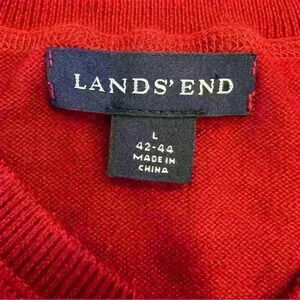 LANDS' END
L
42-44
MADE IN
CHINA